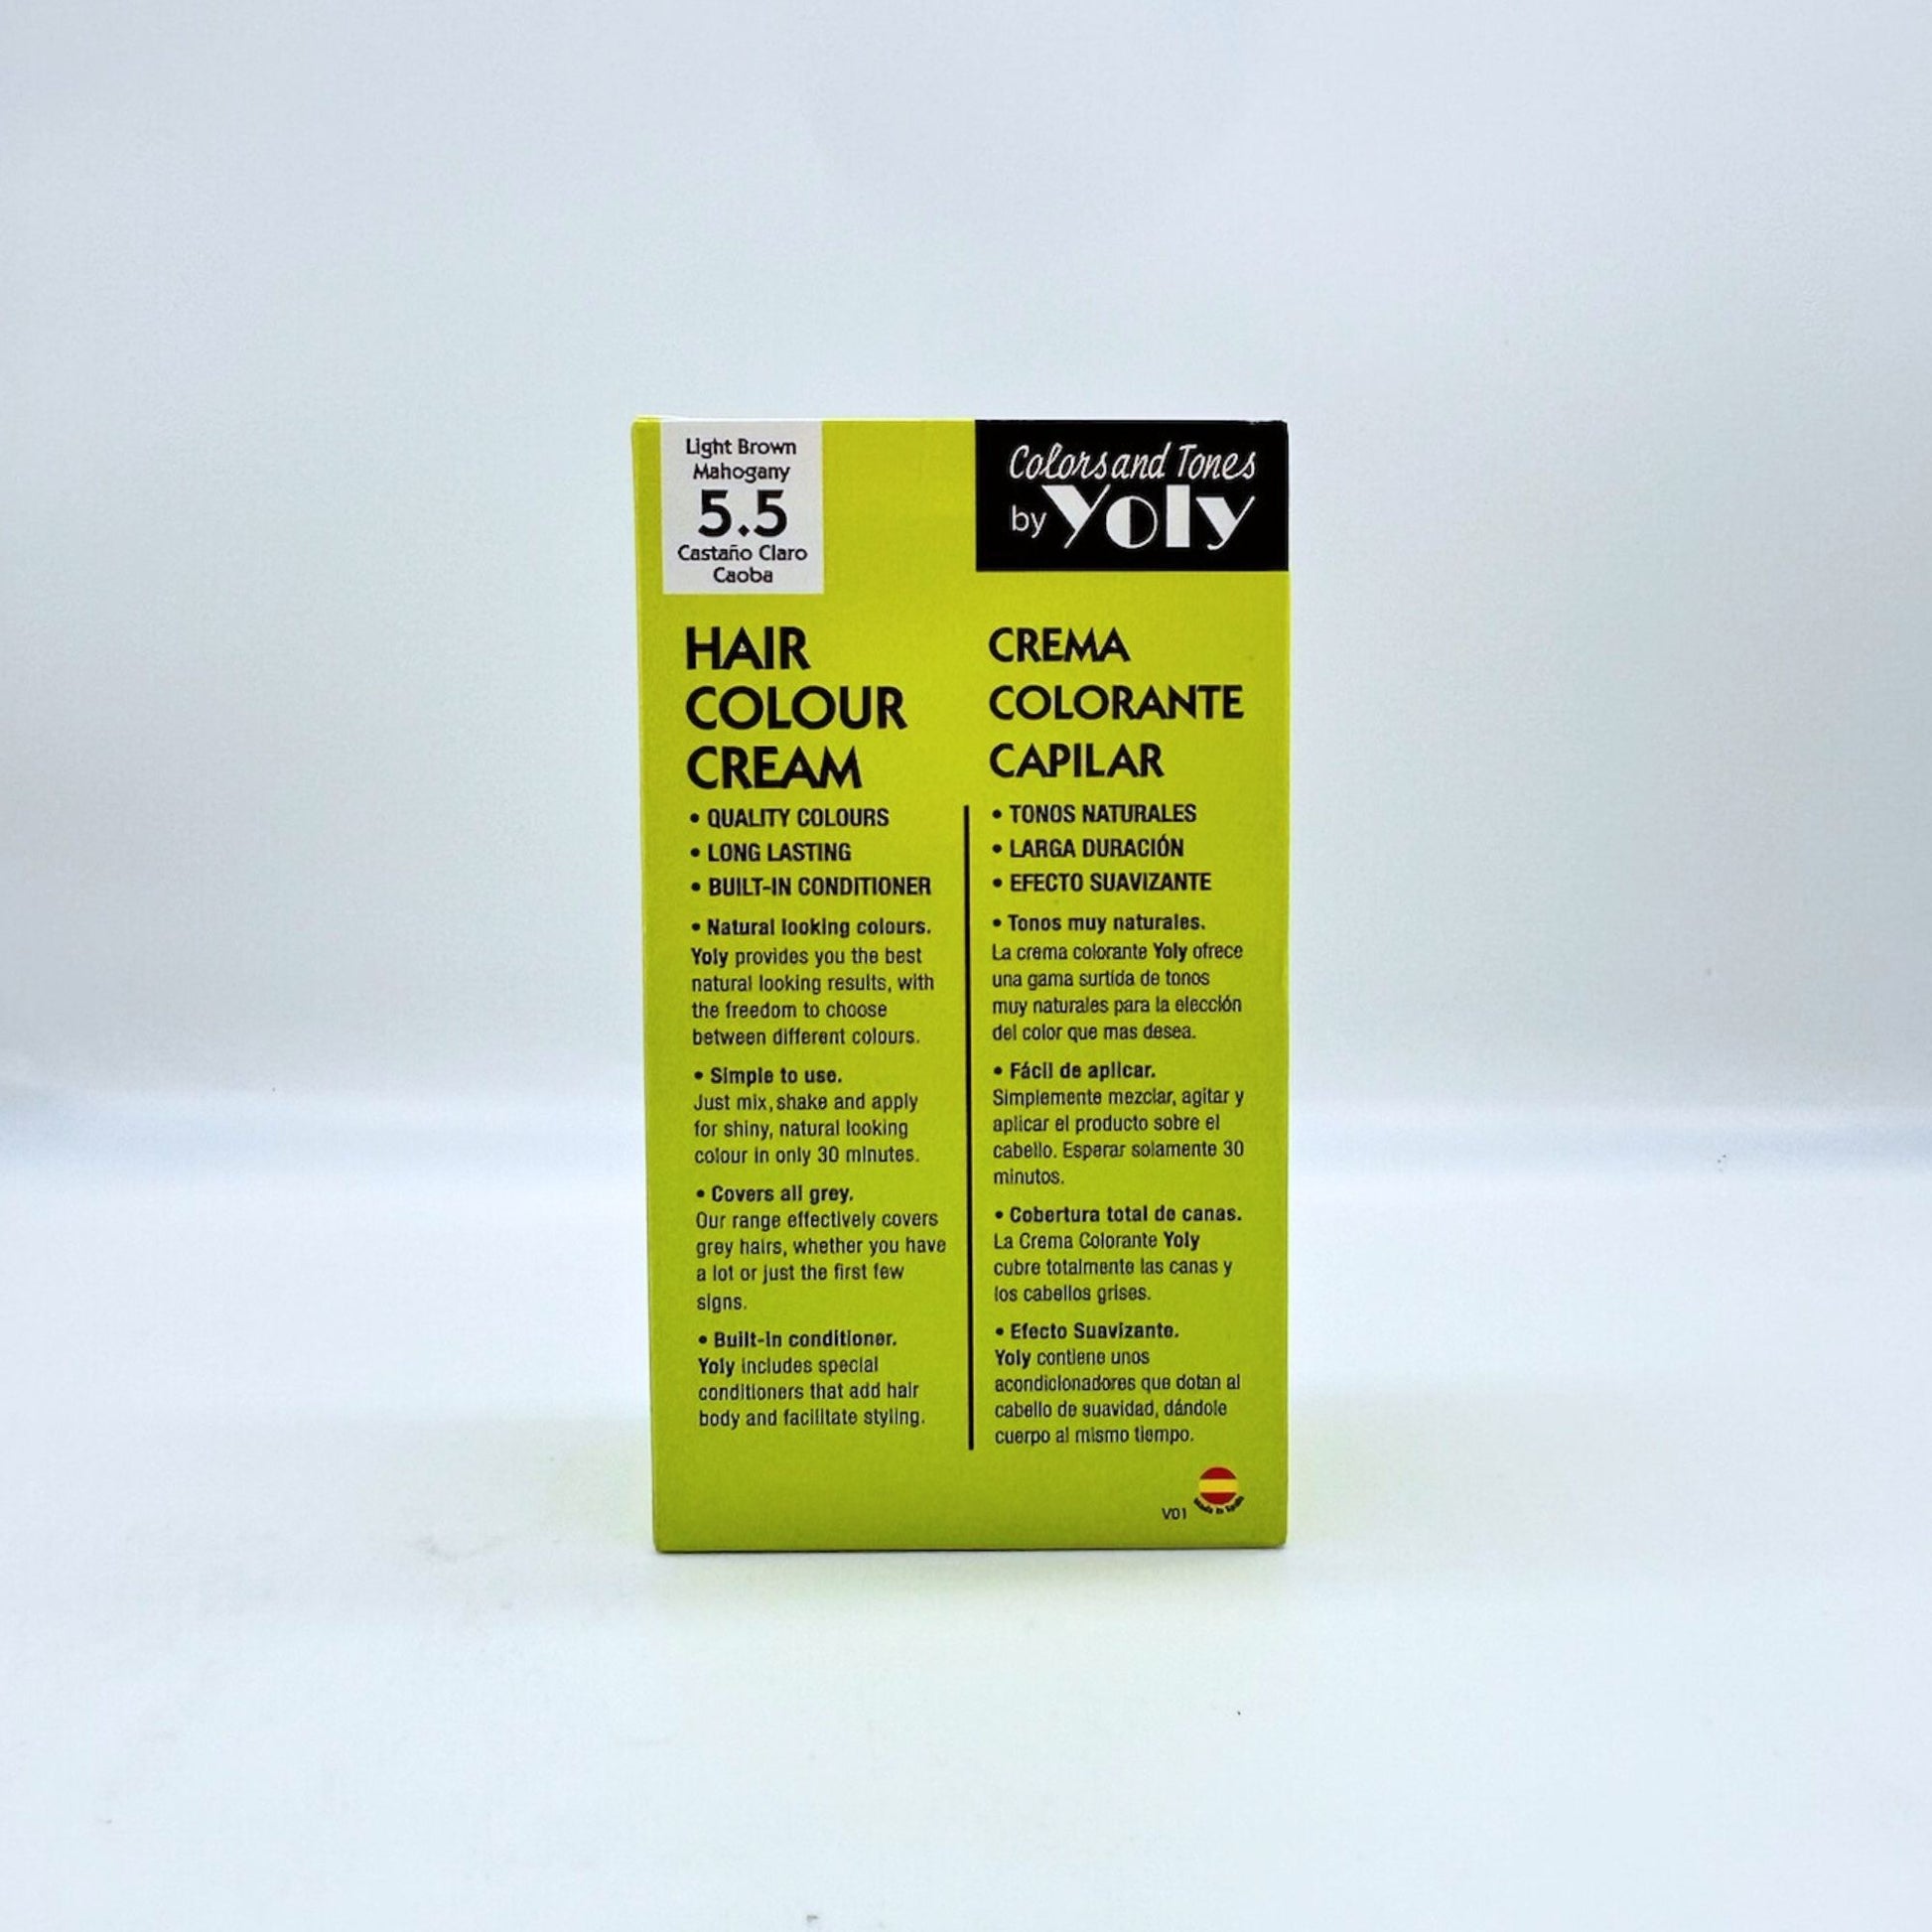 Light Brown
Mahogany
5.5
Castaño Claro
Caoba
Colors and Tones
by Yoly
HAIR
COLOUR
CREAM
• QUALITY COLOURS
• LONG LASTING
• BUILT-IN CONDITIONER
• Natural looking colours.
Yoly provides you the best
natural looking results, with
the freedom to choose
between different colours.
• Simple to use.
Just mix, shake and apply
for shiny, natural looking
colour in only 30 minutes.
• Covers all grey.
Our range effectively covers
grey hairs, whether you have
a lot or just the first few
signs.
• Built-in conditioner.
Yoly includes special
conditioners that add hair
body and facilitate styling.
CREMA
COLORANTE
CAPILAR
• TONOS NATURALES
• LARGA DURACIÓN
• EFECTO SUAVIZANTE
• Tonos muy naturales.
La crema colorante Yoly ofrece
una gama surtida de tonos
muy naturales para la elección
del color que mas desea.
• Fácil de aplicar.
Simplemente mezclar, agitar y
aplicar el producto sobre el
cabello. Esperar solamente 30
minutos.
• Cobertura total de canas.
La Crema Colorante Yoly
cubre totalmente las canas y
los cabellos grises.
• Efecto Suavizante.
Yoly contiene unos
acondicionadores que dotan al
cabello de suavidad, dándole
cuerpo al mismo tiempo.
V01
Made in Spain